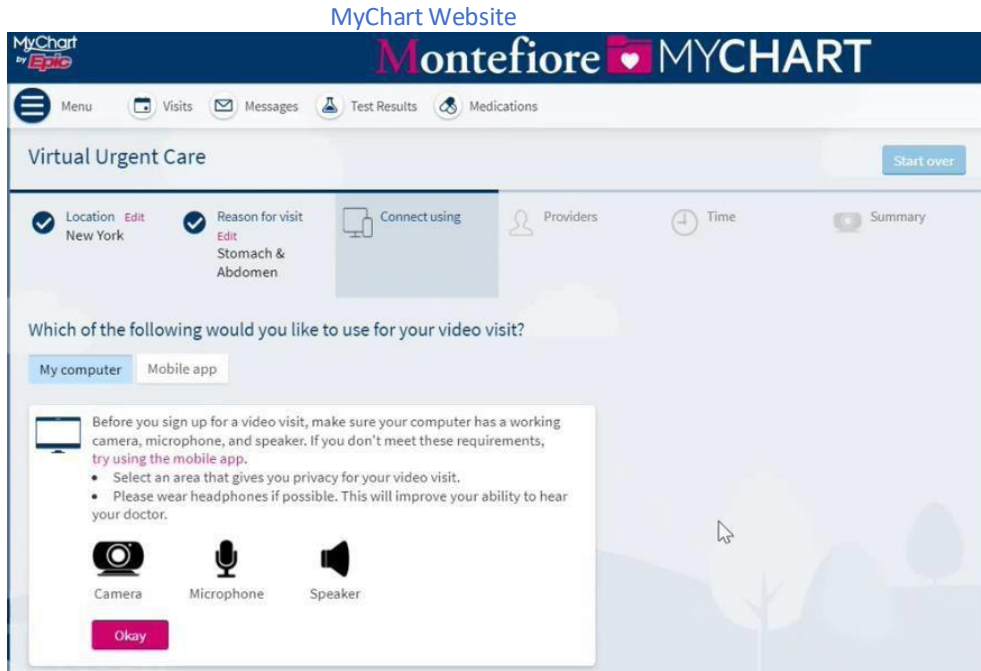 MyChart Website
MyChart
by Epic
Montefiore MYCHART
Menu Visits Messages Test Results Medications
Virtual Urgent Care
Start over
Location Edit
New York
Reason for visit
Edit
Stomach &
Abdomen
Connect using
Providers
Time
Summary
Which of the following would you like to use for your video visit?
My computer Mobile app
Before you sign up for a video visit, make sure your computer has a working
camera, microphone, and speaker. If you don't meet these requirements,
try using the mobile app.
• Select an area that gives you privacy for your video visit.
• Please wear headphones if possible. This will improve your ability to hear
your doctor.
Camera Microphone Speaker
Okay